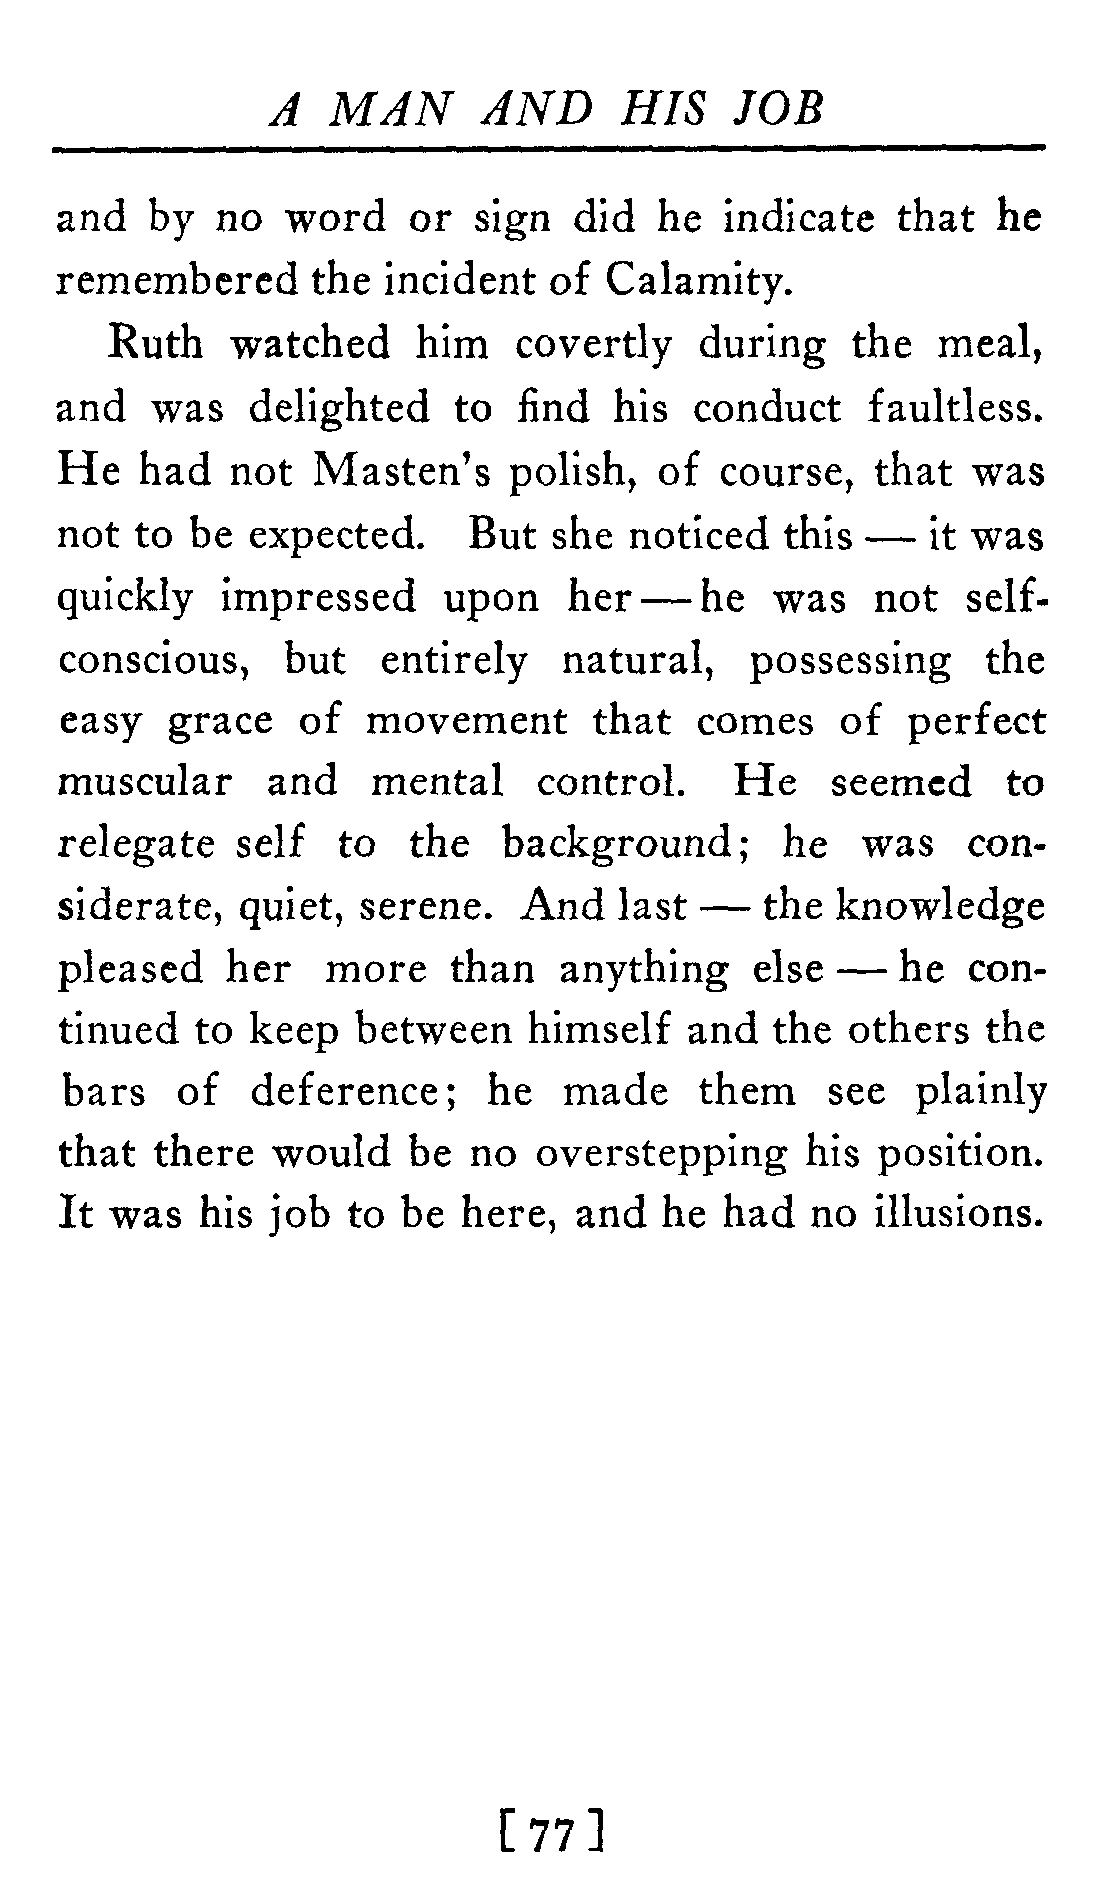 A MAN AND HIS JOB
and by no word or sign did he indicate that he
remembered the incident of Calamity.
Ruth watched him covertly during the meal,
and was delighted to find his conduct faultless.
He had not Masten's polish, of course, that was
not to be expected. But she noticed this — it was
quickly impressed upon her — he was not self-
conscious, but entirely natural, possessing the
easy grace of movement that comes of perfect
muscular and mental control. He seemed to
relegate self to the background; he was con-
siderate, quiet, serene. And last — the knowledge
pleased her more than anything else — he con-
tinued to keep between himself and the others the
bars of deference; he made them see plainly
that there would be no overstepping his position.
It was his job to be here, and he had no illusions.
[ 77 ]